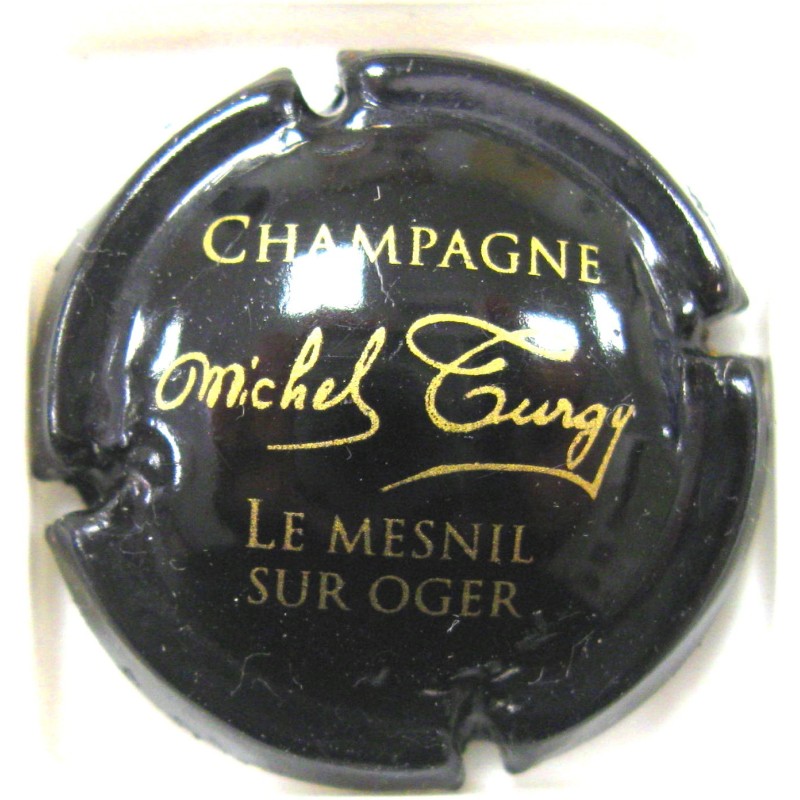 CHAMPAGNE
Michel Turgy
LE MESNIL
SUR OGER